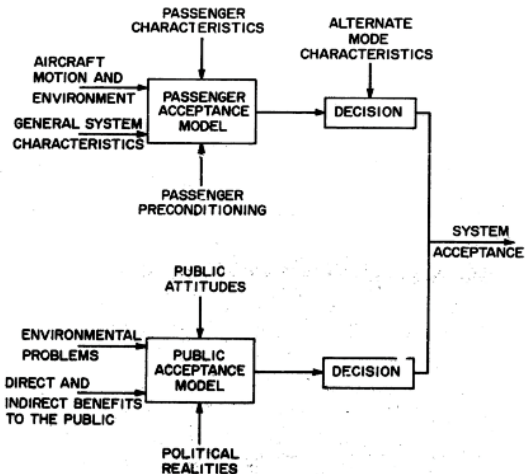 PASSENGER
CHARACTERISTICS
ALTERNATE
MODE
CHARACTERISTICS
AIRCRAFT
MOTION AND
ENVIRONMENT
PASSENGER
ACCEPTANCE
MODEL
DECISION
GENERAL SYSTEM
CHARACTERISTICS
PASSENGER
PRECONDITIONING
SYSTEM
ACCEPTANCE
PUBLIC
ATTITUDES
ENVIRONMENTAL
PROBLEMS
PUBLIC
ACCEPTANCE
MODEL
DECISION
DIRECT AND
INDIRECT BENEFITS
TO THE PUBLIC
POLITICAL
REALITIES